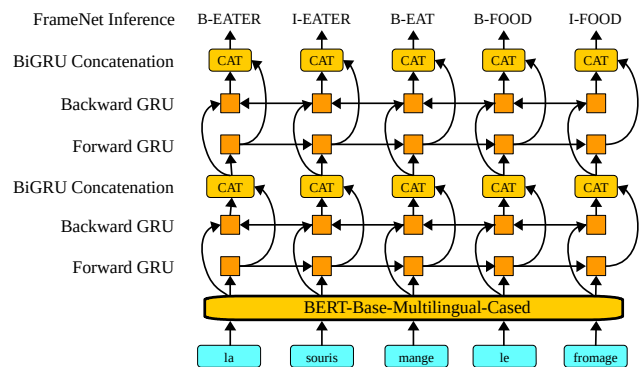 FrameNet Inference B-EATER I-EATER B-EAT B-FOOD I-FOOD
BiGRU Concatenation CAT CAT CAT CAT CAT
Backward GRU
Forward GRU
BiGRU Concatenation CAT CAT CAT CAT CAT
Backward GRU
Forward GRU
BERT-Base-Multilingual-Cased
la souris mange le fromage